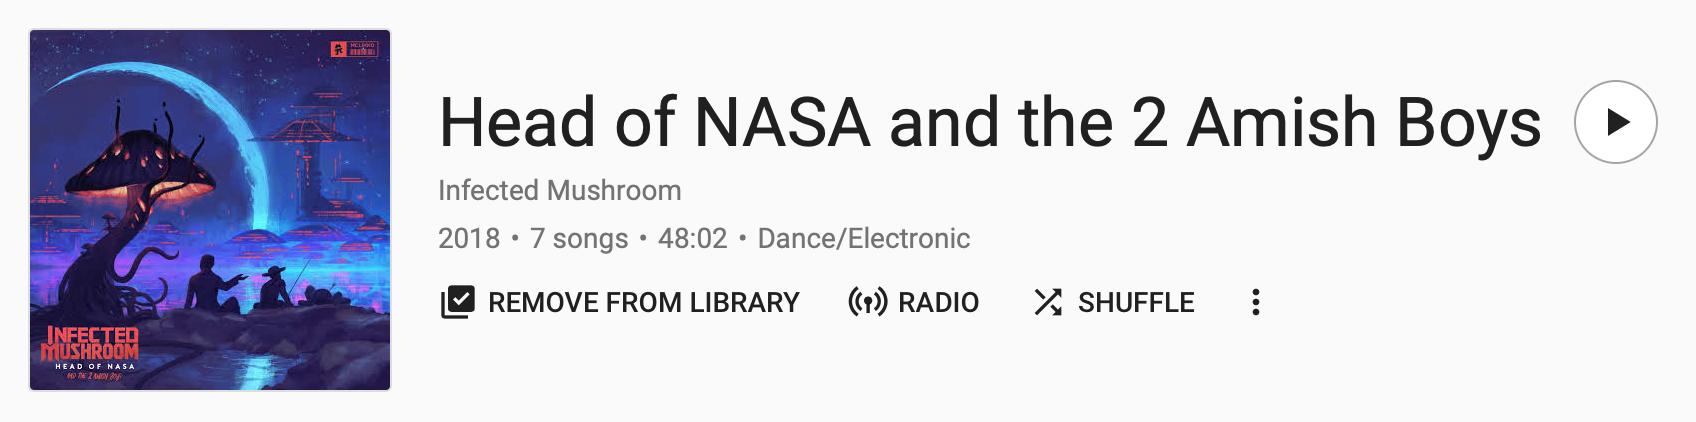 Head of NASA and the 2 Amish Boys
Infected Mushroom
2018 • 7 songs • 48:02 • Dance/Electronic
REMOVE FROM LIBRARY RADIO SHUFFLE
INFECTED
MUSHROOM
HEAD OF NASA
AND THE 2 AMISH BOYS